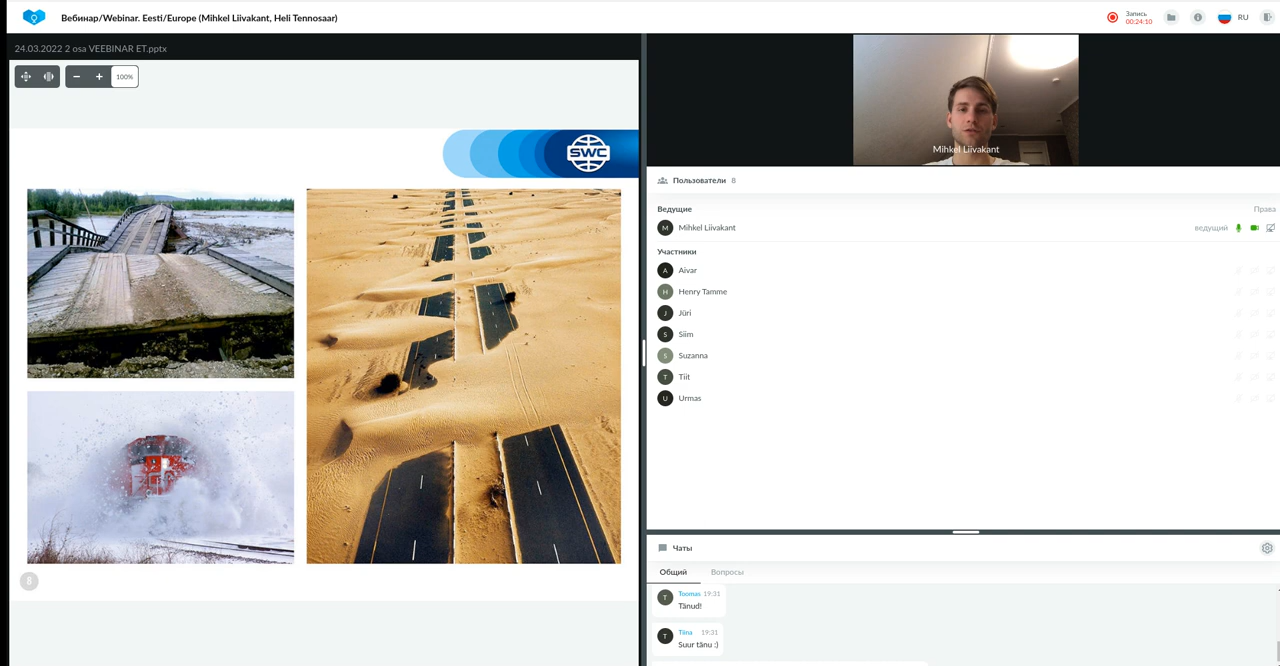 Вебинар/Webinar. Eesti/Europe (Mihkel Liivakant, Heli Tennosaar)
Запись
00:24:10
RU
24.03.2022 2 osa VEEBINAR ET.pptx
100%
SWC
8
Mihkel Liivakant
Пользователи 8
Ведущие
Права
M Mihkel Liivakant
ведущий
Участники
A Aivar
H Henry Tamme
J Jüri
S Siim
S Suzanna
T Tiit
U Urmas
Чаты
Общий
Вопросы
T Toomas 19:31
Tänud!
T Tiina 19:31
Suur tänu :)